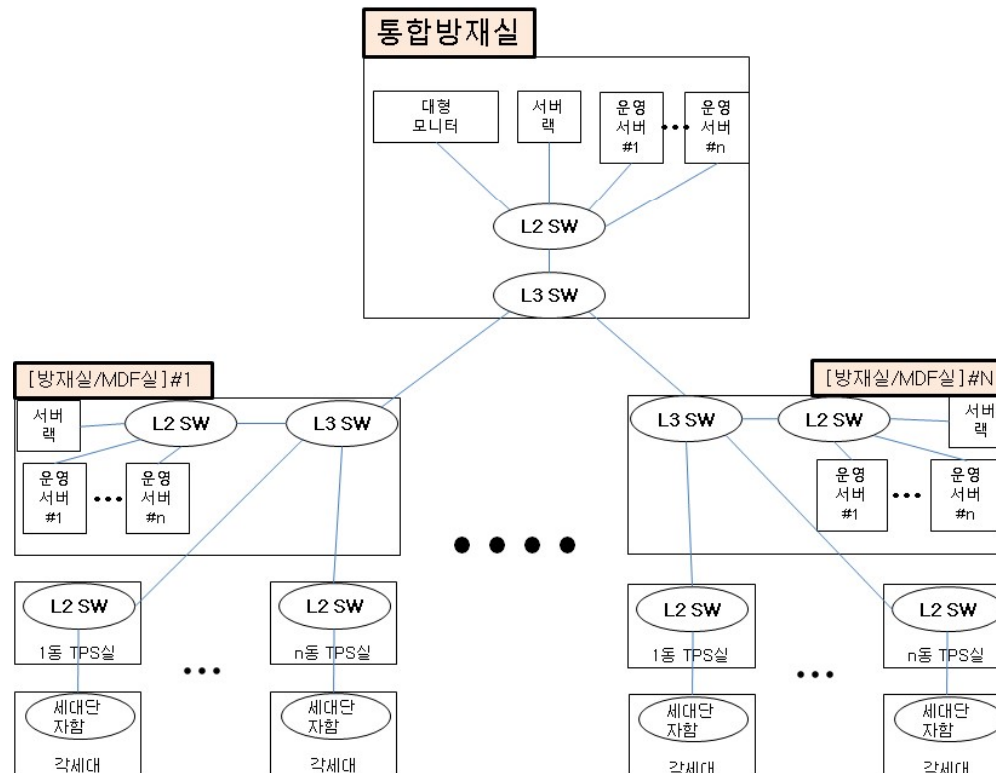 통합방재실
대형
모니터
서버
랙
운영
서버
#1
운영
서버
#n
L2 SW
L3 SW
[방재실/MDF실]#1
서버
랙
L2 SW
L3 SW
운영
서버
#1
운영
서버
#n
[방재실/MDF실]#N
L3 SW
L2 SW
서버
랙
운영
서버
#1
운영
서버
#n
L2 SW
1동 TPS실
L2 SW
n동 TPS실
L2 SW
1동 TPS실
L2 SW
n동 TPS실
세대단
자함
각세대
세대단
자함
각세대
세대단
자함
각세대
세대단
자함
각세대